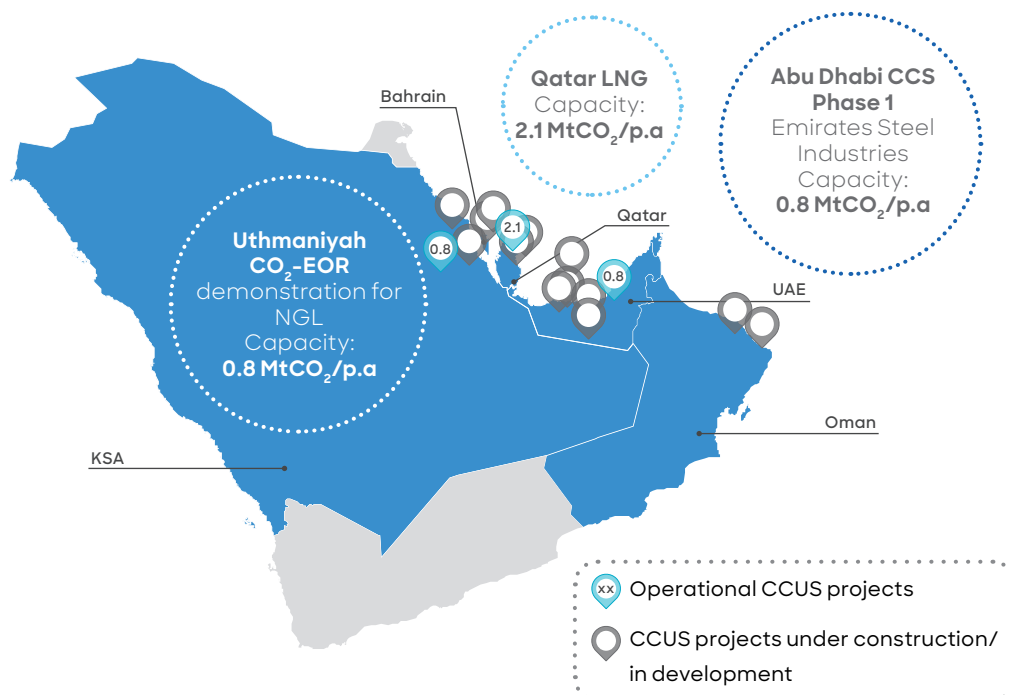 Bahrain
Qatar LNG
Capacity:
2.1 MtCO₂/p.a
Abu Dhabi CCS
Phase 1
Emirates Steel
Industries
Capacity:
0.8 MtCO₂/p.a
Uthmaniyah
CO₂-EOR
demonstration for
NGL
Capacity:
0.8 MtCO₂/p.a
0.8
2.1
Qatar
0.8
UAE
Oman
KSA
xx Operational CCUS projects
CCUS projects under construction/
in development